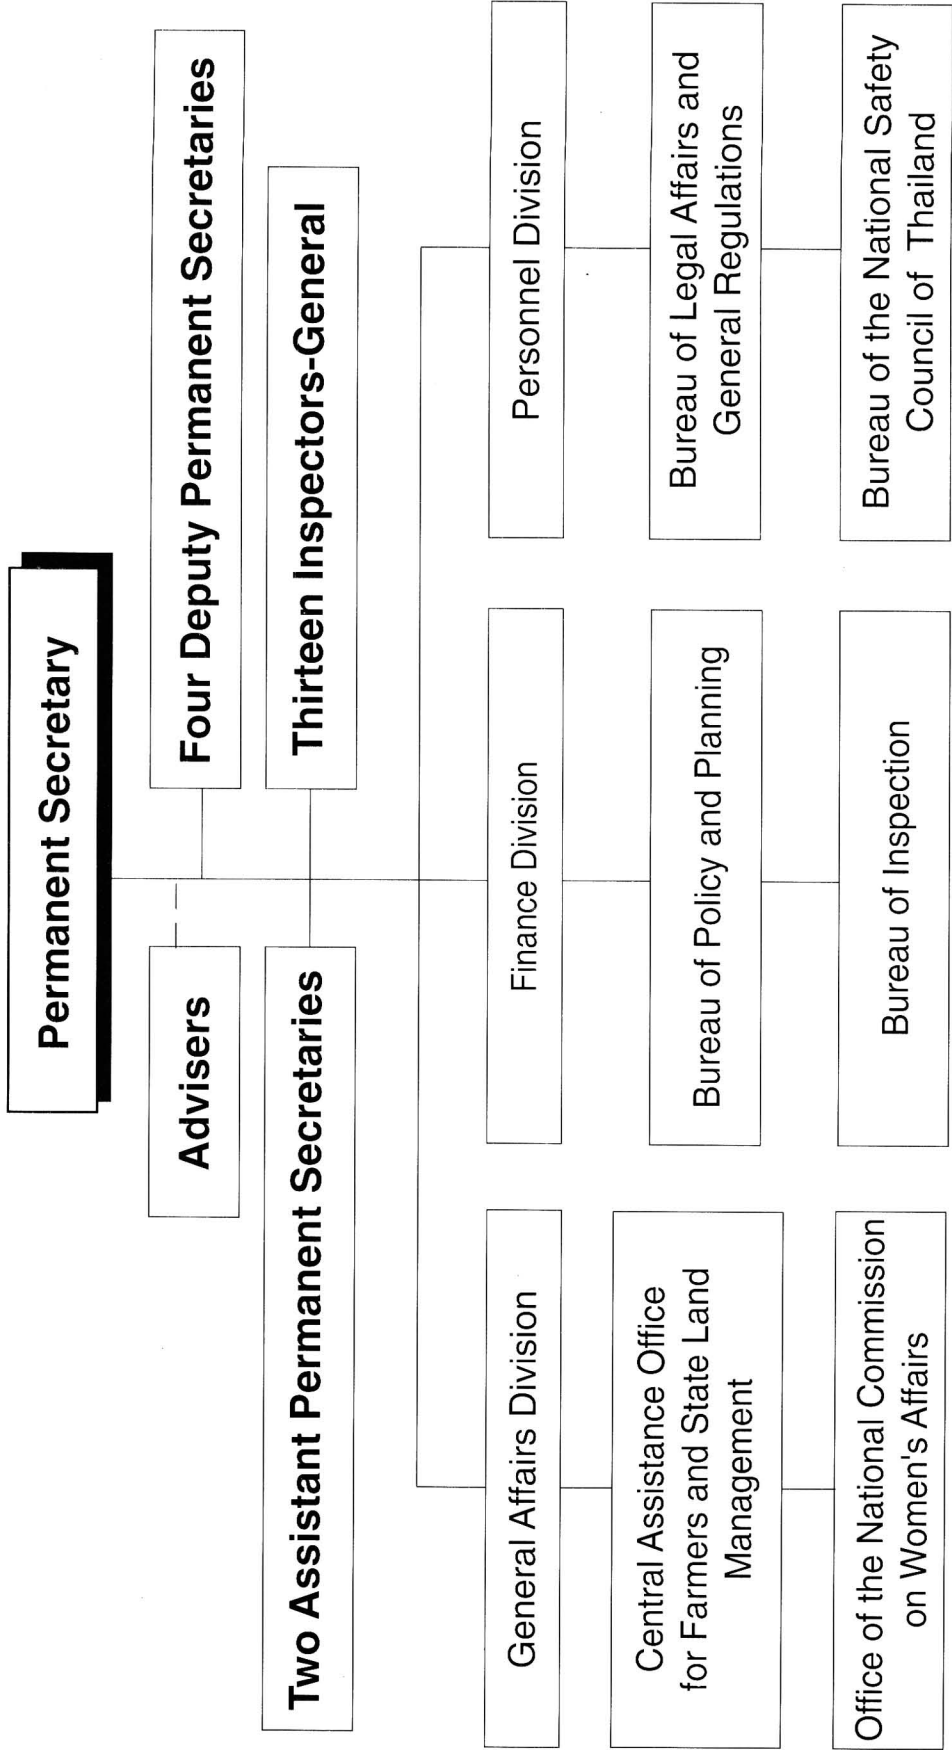 Permanent Secretary
Advisers
Four Deputy Permanent Secretaries
Two Assistant Permanent Secretaries
Thirteen Inspectors-General
General Affairs Division
Finance Division
Personnel Division
Central Assistance Office
for Farmers and State Land
Management
Bureau of Policy and Planning
Bureau of Legal Affairs and
General Regulations
Office of the National Commission
on Women's Affairs
Bureau of Inspection
Bureau of the National Safety
Council of Thailand